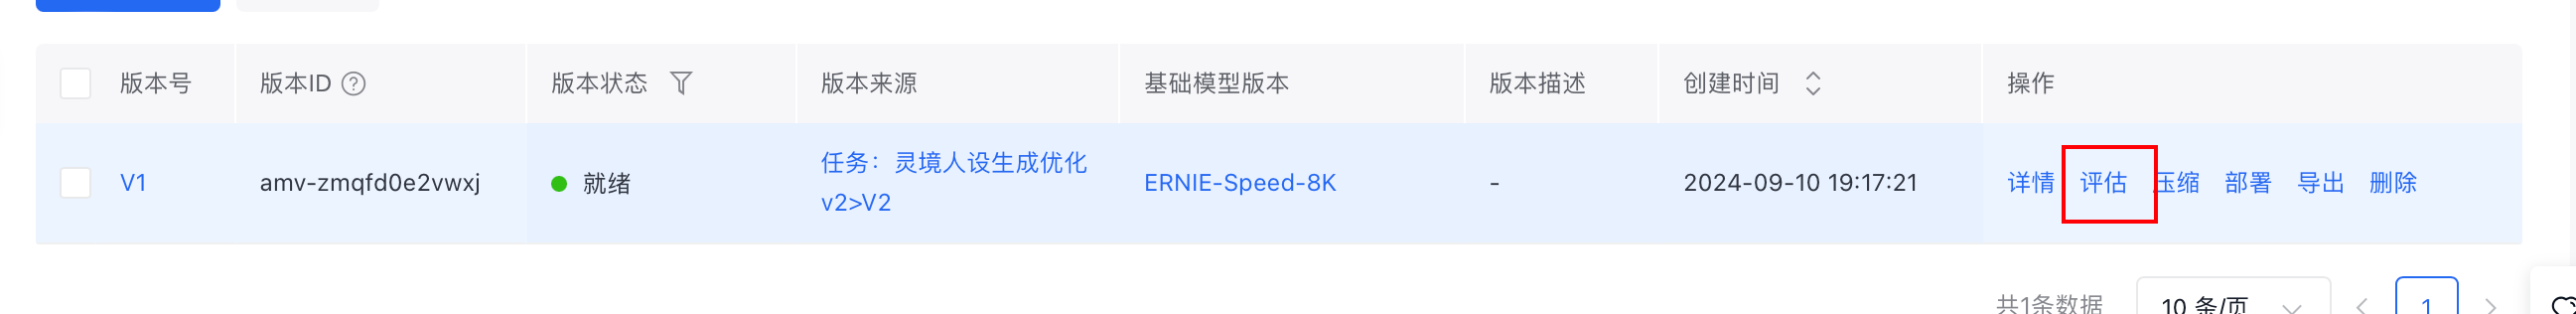 版本号 版本ID ? 版本状态 版本来源 基础模型版本 版本描述 创建时间 操作
V1 amv-zmqfd0e2vwxj 就绪 任务：灵境人设生成优化 ERNIE-Speed-8K - 2024-09-10 19:17:21 详情 评估 压缩 部署 导出 删除
v2>V2
共1条数据 10 条/页 1